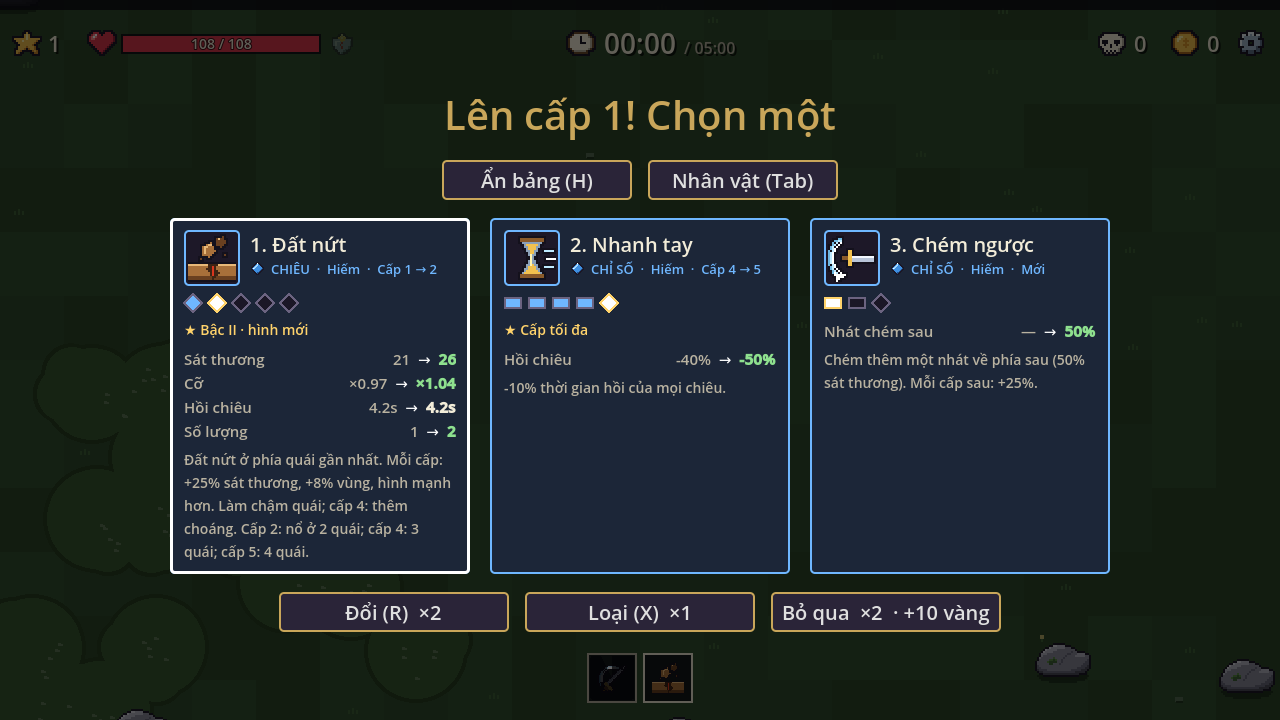 1
108 / 108
00:00 / 05:00
0
0
Lên cấp 1! Chọn một
Ẩn bảng (H)
Nhân vật (Tab)
1. Đất nứt
CHIÊU · Hiếm · Cấp 1 → 2
★ Bậc II · hình mới
Sát thương 21 → 26
Cỡ ×0.97 → ×1.04
Hồi chiêu 4.2s → 4.2s
Số lượng 1 → 2
Đất nứt ở phía quái gần nhất. Mỗi cấp:
+25% sát thương, +8% vùng, hình mạnh
hơn. Làm chậm quái; cấp 4: thêm
choáng. Cấp 2: nổ ở 2 quái; cấp 4: 3
quái; cấp 5: 4 quái.
2. Nhanh tay
CHỈ SỐ · Hiếm · Cấp 4 → 5
★ Cấp tối đa
Hồi chiêu -40% → -50%
-10% thời gian hồi của mọi chiêu.
3. Chém ngược
CHỈ SỐ · Hiếm · Mới
Nhát chém sau — → 50%
Chém thêm một nhát về phía sau (50%
sát thương). Mỗi cấp sau: +25%.
Đổi (R) ×2
Loại (X) ×1
Bỏ qua ×2 · +10 vàng